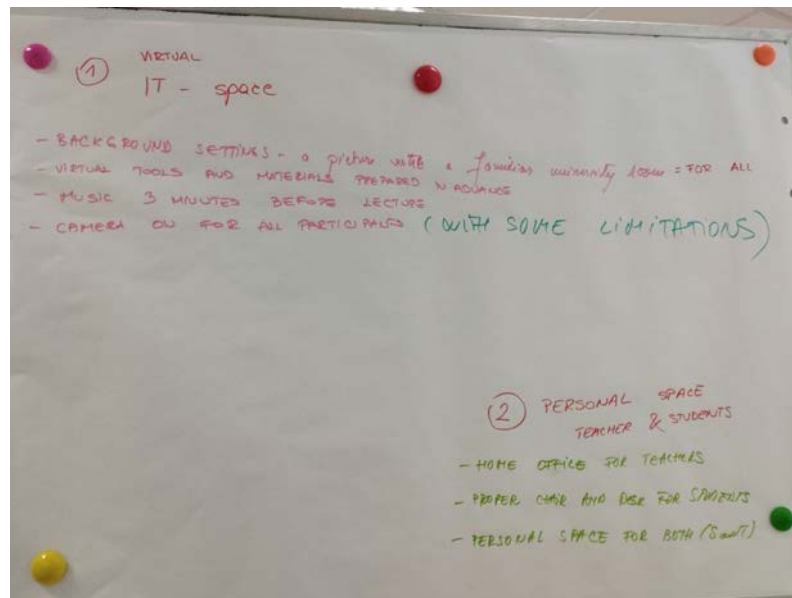 1 VIRTUAL
IT - space
- BACKGROUND SETTINGS - a picture with a familiar university = FOR ALL
- VIRTUAL TOOLS AND MATERIALS PREPARED IN ADVANCE
- MUSIC 3 MINUTES BEFORE LECTURE
- CAMERA ON FOR ALL (WITH SOME LIMITATIONS)
2 PERSONAL SPACE
TEACHER & STUDENTS
- HOME OFFICE FOR TEACHERS
- PROPER CHAIR AND DESK FOR STUDENTS
- PERSONAL SPACE FOR BOTH (S and T)